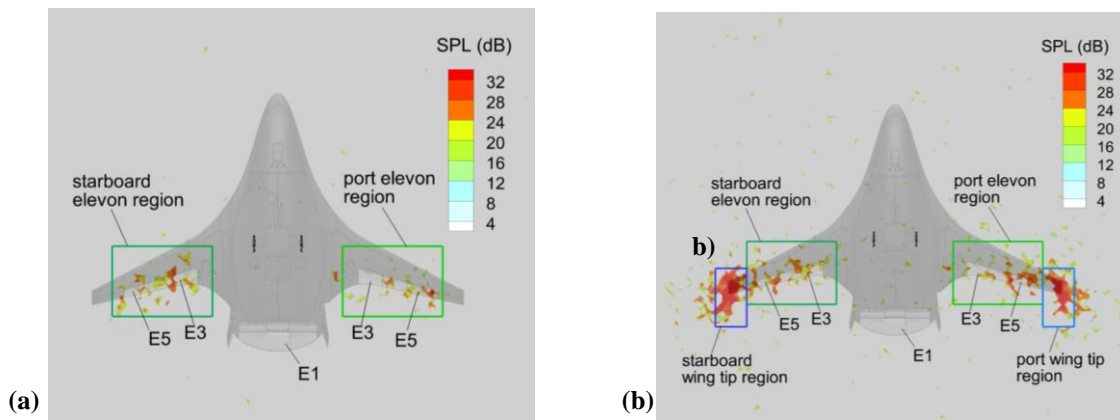 SPL (dB)
32
28
24
20
16
12
8
4
starboard
elevon region
port elevon
region
E5
E3
E3
E5
E1
(a)
SPL (dB)
32
28
24
20
16
12
8
4
starboard
elevon region
port elevon
region
b)
E5
E3
E3
E5
E1
starboard
wing tip region
port wing tip
region
(b)